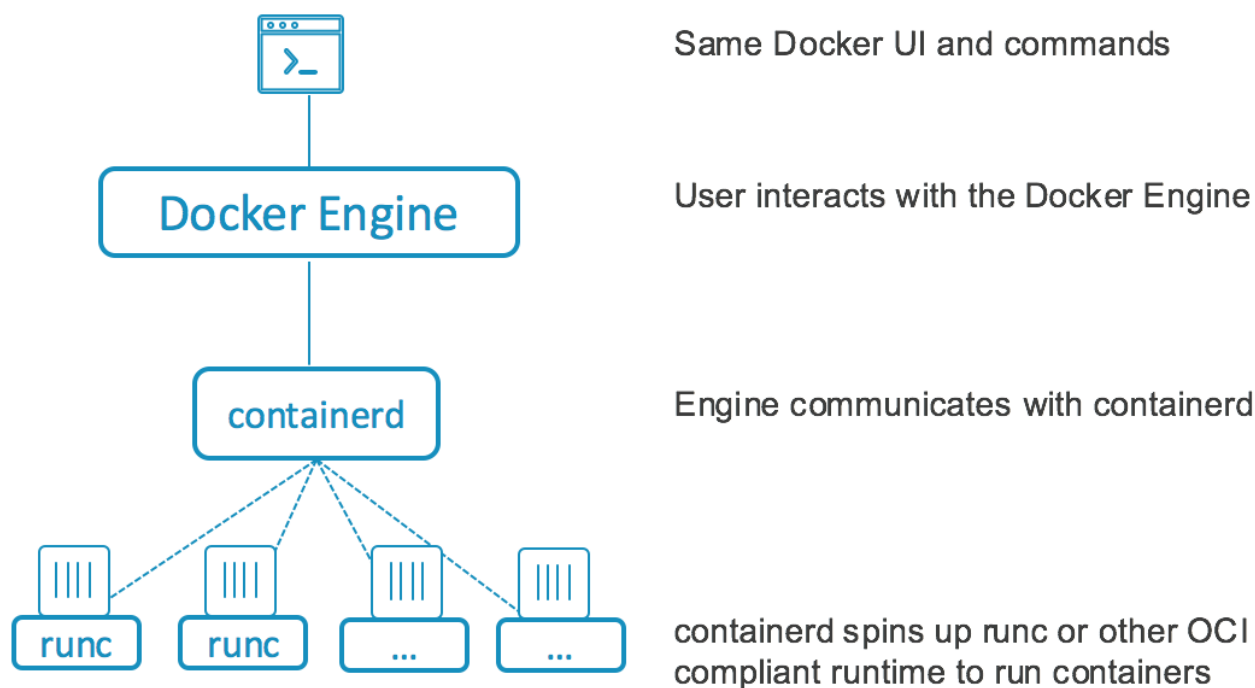 >_
Same Docker UI and commands
Docker Engine
User interacts with the Docker Engine
containerd
Engine communicates with containerd
runc
runc
...
...
containerd spins up runc or other OCI
compliant runtime to run containers